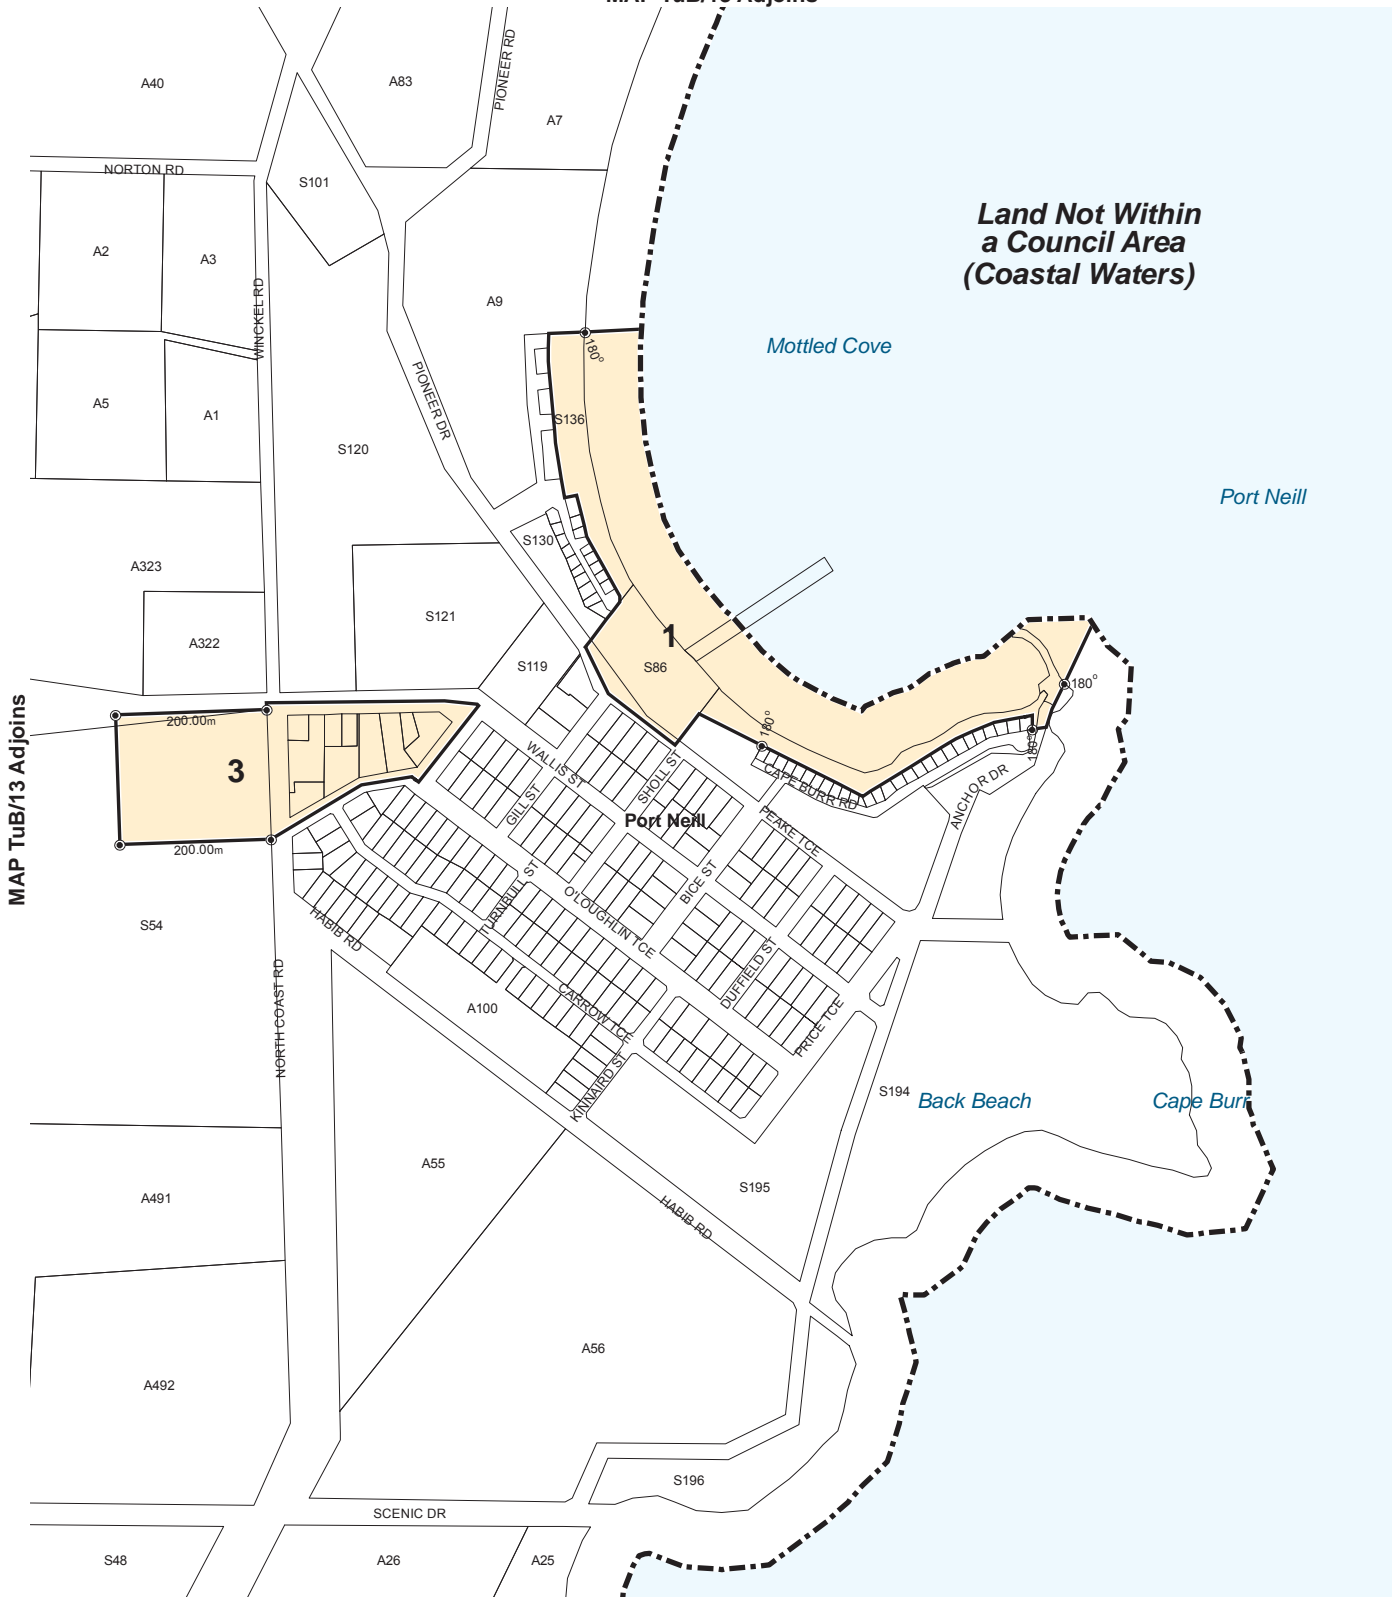 A40
A83
PIONEER RD
A7
NORTON RD
S101
Land Not Within
a Council Area
(Coastal Waters)
A2
A3
WINCKEL RD
A9
Mottled Cove
180°
PIONEER DR
A5
A1
S136
S120
Port Neill
S130
A323
S121
A322
1
S119
S86
180°
MAP TuB/13 Adjoins
200.00m
180°
180°
3
WALLIS ST
SHOLL ST
CAPE BURR RD
ANCHOR DR
GILL ST
Port Neill
PEAKE TCE
200.00m
BICE ST
TURNBULL ST
O'LOUGHLIN TCE
S54
HABIB RD
DUFFIELD ST
NORTH COAST RD
A100
CARROW TCE
PRICE TCE
KINNAIRD ST
S194
Back Beach
Cape Burr
A55
S195
A491
HABIB RD
A56
A492
S196
SCENIC DR
S48
A26
A25